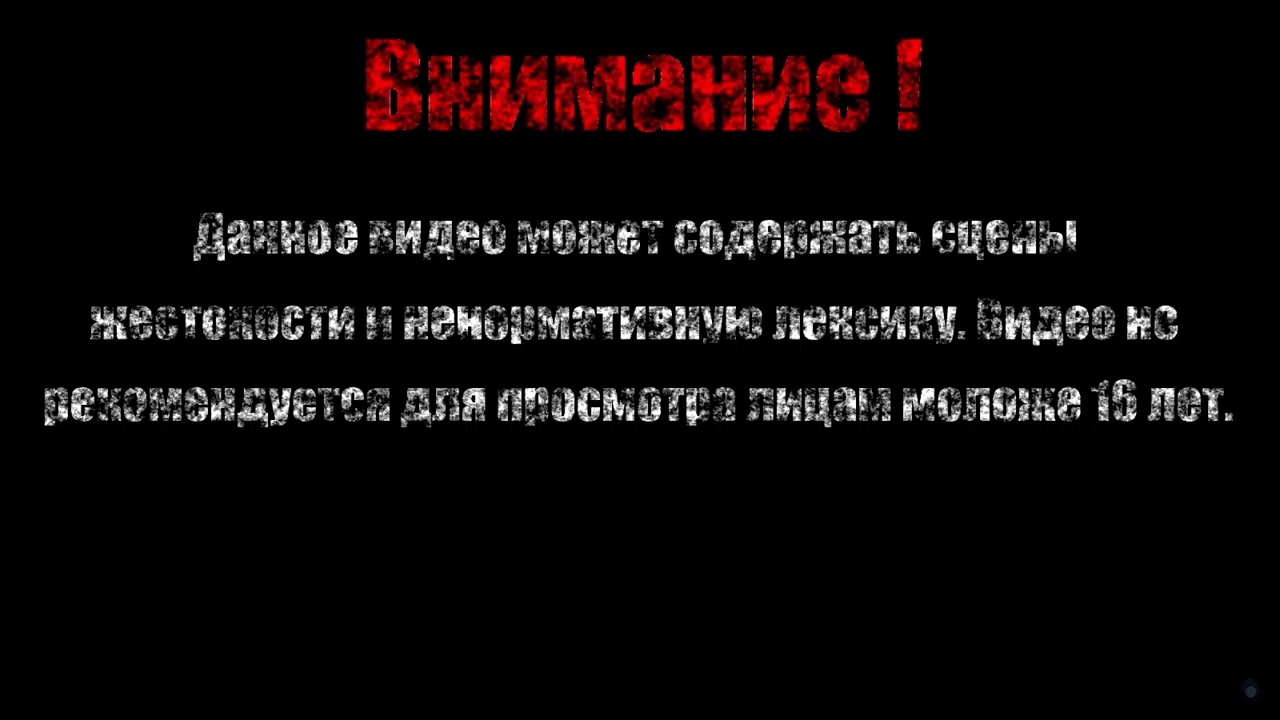 Внимание !
Данное видео может содержать сцены
жестокости и ненормативную лексику. Видео не
рекомендуется для просмотра лицам моложе 16 лет.